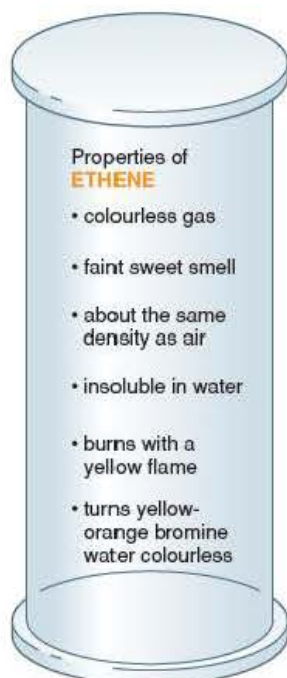 Properties of
ETHENE
• colourless gas
• faint sweet smell
• about the same
density as air
• insoluble in water
• burns with a
yellow flame
• turns yellow-
orange bromine
water colourless